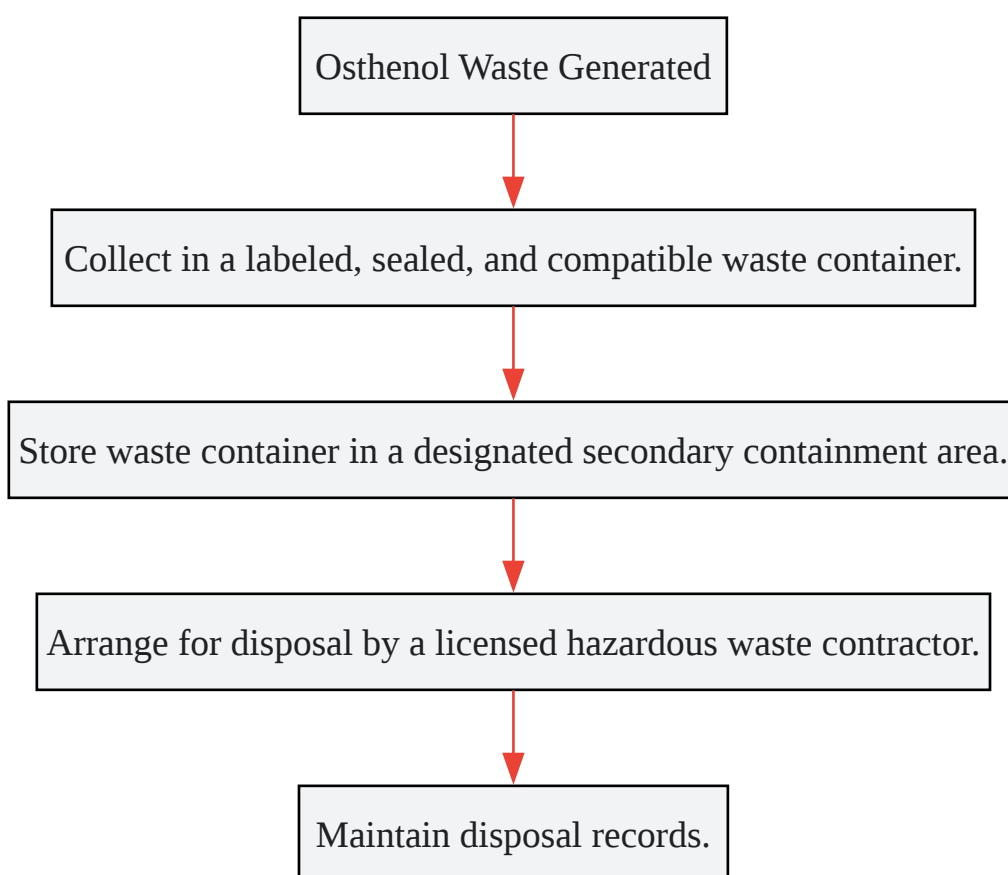 Osthenol Waste Generated
Collect in a labeled, sealed, and compatible waste container.
Store waste container in a designated secondary containment area.
Arrange for disposal by a licensed hazardous waste contractor.
Maintain disposal records.